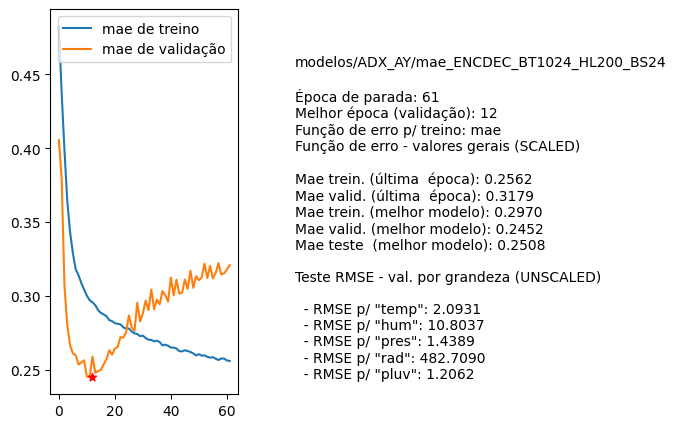 mae de treino
mae de validação
0.45
0.40
0.35
0.30
0.25
0
20
40
60
modelos/ADX_AY/mae_ENCDEC_BT1024_HL200_BS24
Época de parada: 61
Melhor época (validação): 12
Função de erro p/ treino: mae
Função de erro - valores gerais (SCALED)
Mae trein. (última  época): 0.2562
Mae valid. (última  época): 0.3179
Mae trein. (melhor modelo): 0.2970
Mae valid. (melhor modelo): 0.2452
Mae teste  (melhor modelo): 0.2508
Teste RMSE - val. por grandeza (UNSCALED)
- RMSE p/ "temp": 2.0931
- RMSE p/ "hum": 10.8037
- RMSE p/ "pres": 1.4389
- RMSE p/ "rad": 482.7090
- RMSE p/ "pluv": 1.2062